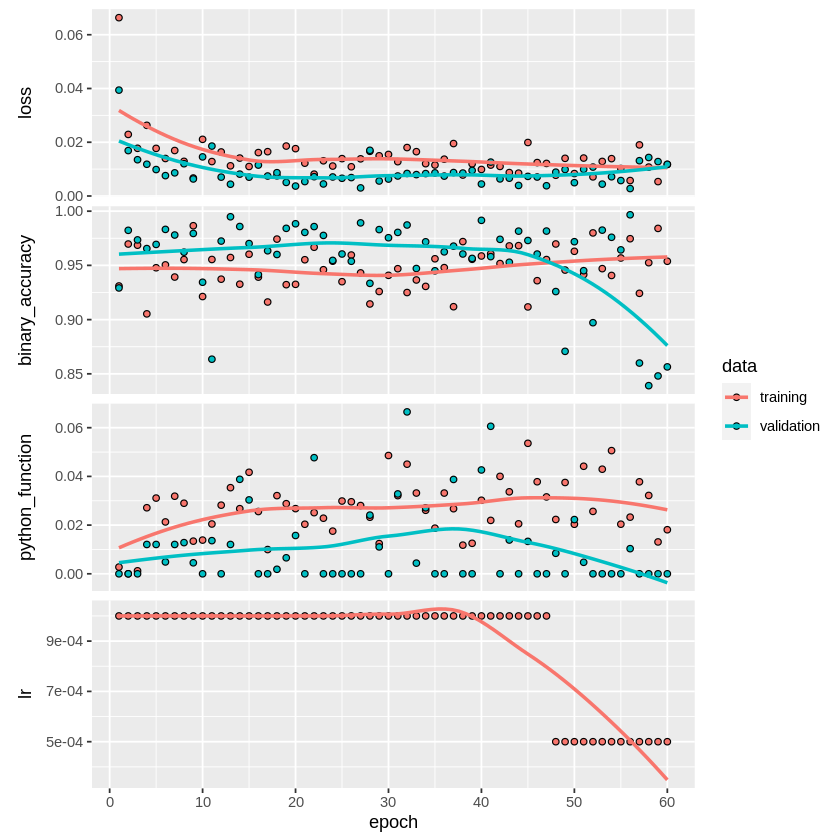 loss
0.06
0.04
0.02
0.00
binary_accuracy
1.00
0.95
0.90
0.85
python_function
0.06
0.04
0.02
0.00
lr
9e-04
7e-04
5e-04
0 10 20 30 40 50 60
epoch
data
training
validation